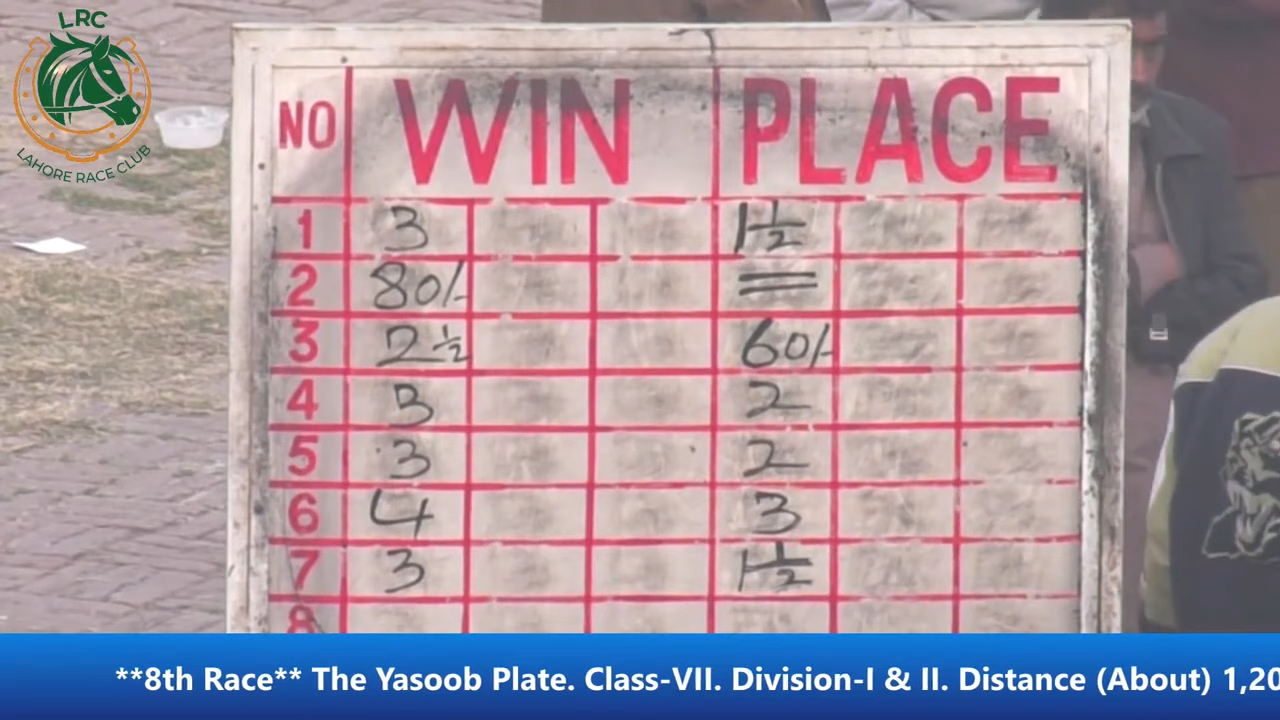 LRC
LAHORE RACE CLUB
NO WIN PLACE
1 3 1½
2 80/- =
3 2½ 60/-
4 3 2
5 3 2
6 4 3
7 3 1½
8
**8th Race** The Yasoob Plate. Class-VII. Division-I & II. Distance (About) 1,20